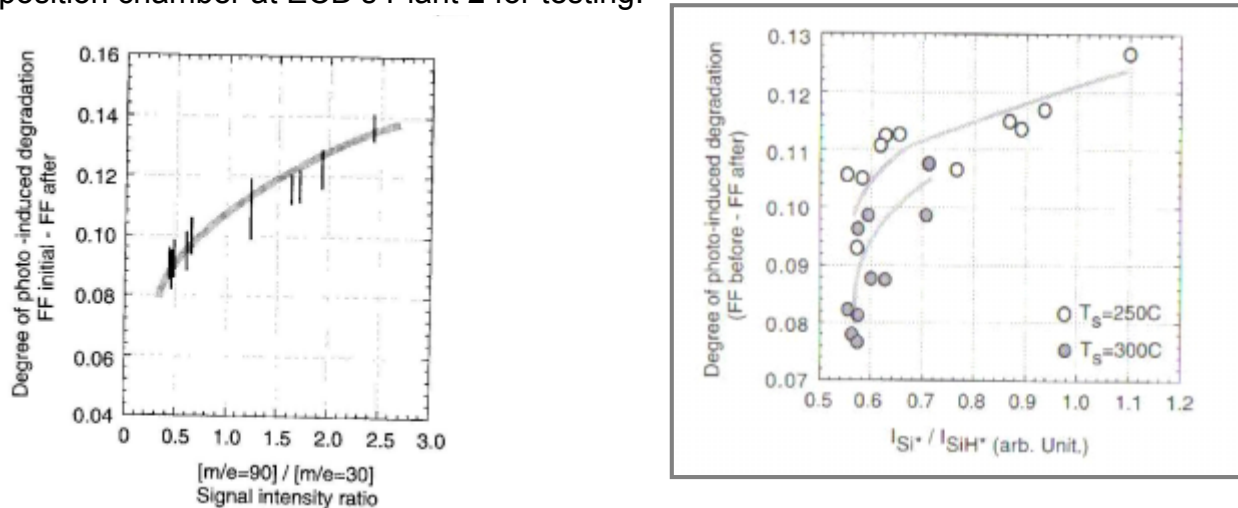 position chamber at ECD's Plant 2 for testing.
Degree of photo -induced degradation
FF initial - FF after
0.16
0.14
0.12
0.10
0.08
0.06
0.04
0 0.5 1.0 1.5 2.0 2.5 3.0
[m/e=90] / [m/e=30]
Signal intensity ratio
Degree of photo-induced degradation
(FF before - FF after)
0.13
0.12
0.11
0.10
0.09
0.08
0.07
Ts=250C
Ts=300C
0.5 0.6 0.7 0.8 0.9 1.0 1.1 1.2
ISi* / ISiH* (arb. Unit.)